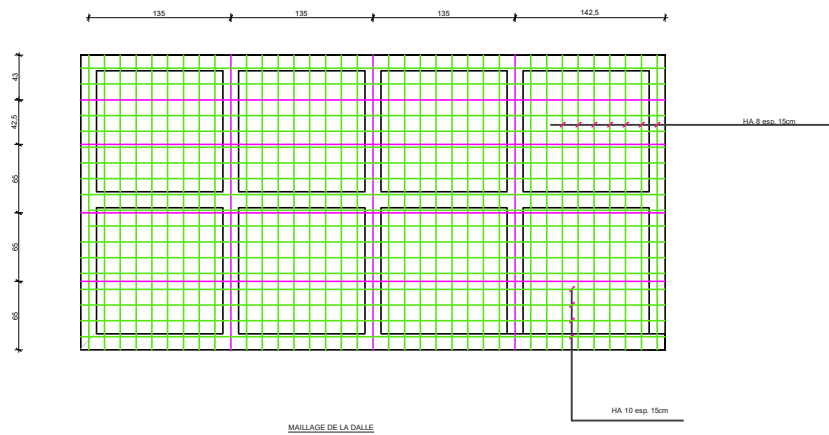 135 135 135 142,5
43
42,5
65
65
65
HA 8 esp. 15cm
HA 10 esp. 15cm
MAILLAGE DE LA DALLE